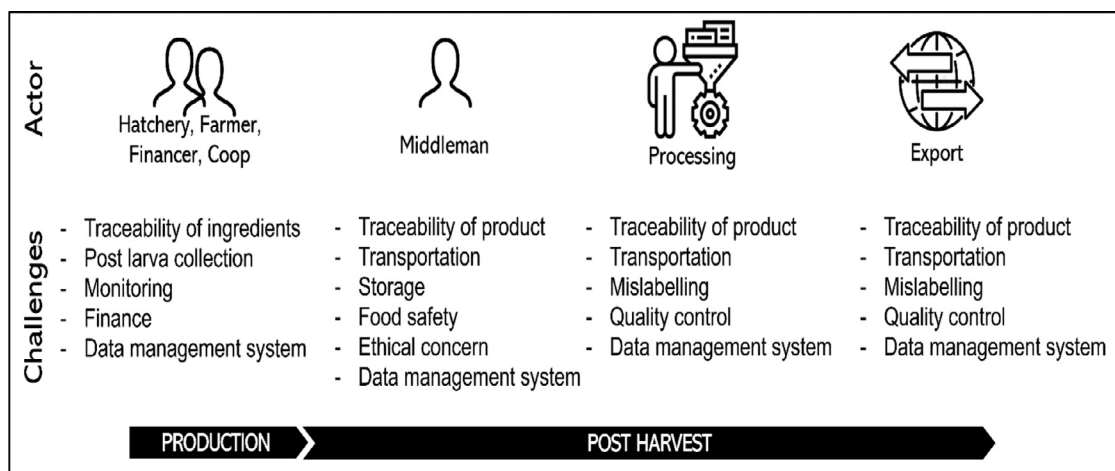 Actor
Hatchery, Farmer,
Financer, Coop
Middleman
Processing
Export
Challenges
- Traceability of ingredients
- Post larva collection
- Monitoring
- Finance
- Data management system
- Traceability of product
- Transportation
- Storage
- Food safety
- Ethical concern
- Data management system
- Traceability of product
- Transportation
- Mislabelling
- Quality control
- Data management system
- Traceability of product
- Transportation
- Mislabelling
- Quality control
- Data management system
PRODUCTION
POST HARVEST